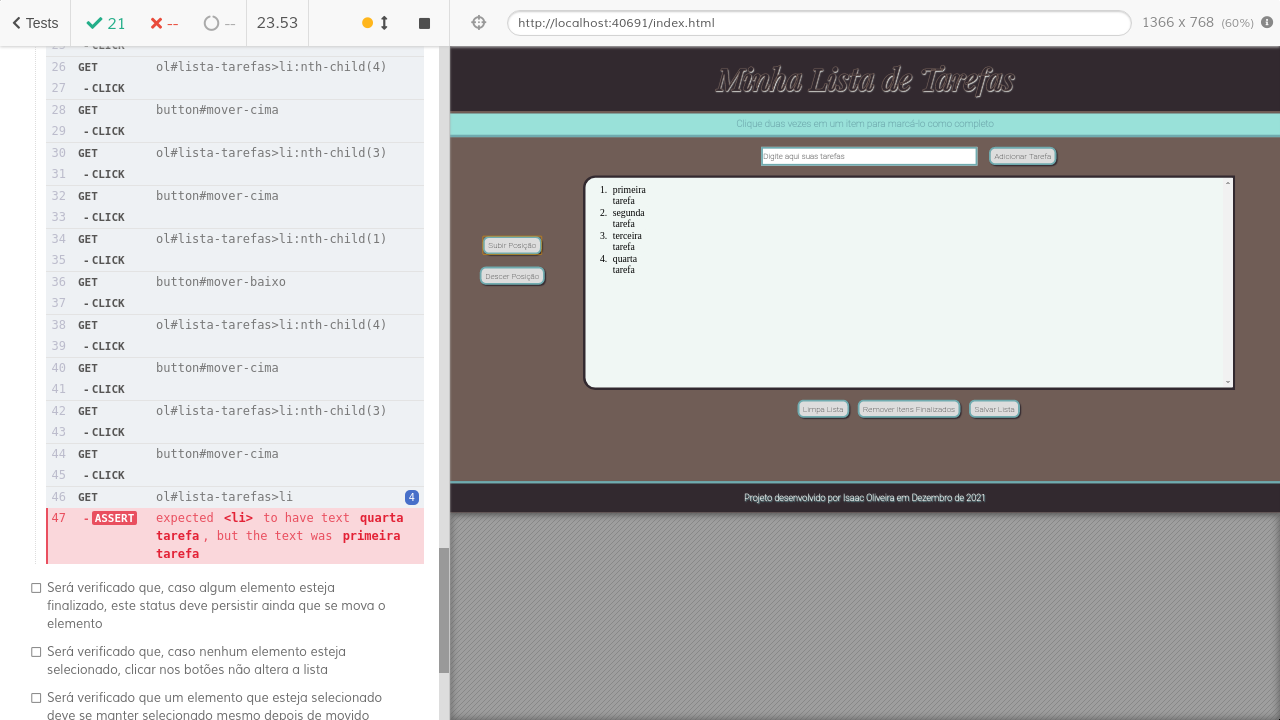 Tests
21
--
--
23.53
http://localhost:40691/index.html
1366 x 768 (60%)
25 -CLICK
26 GET ol#lista-tarefas>li:nth-child(4)
27 -CLICK
28 GET button#mover-cima
29 -CLICK
30 GET ol#lista-tarefas>li:nth-child(3)
31 -CLICK
32 GET button#mover-cima
33 -CLICK
34 GET ol#lista-tarefas>li:nth-child(1)
35 -CLICK
36 GET button#mover-baixo
37 -CLICK
38 GET ol#lista-tarefas>li:nth-child(4)
39 -CLICK
40 GET button#mover-cima
41 -CLICK
42 GET ol#lista-tarefas>li:nth-child(3)
43 -CLICK
44 GET button#mover-cima
45 -CLICK
46 GET ol#lista-tarefas>li 4
47 -ASSERT expected <li> to have text quarta
tarefa, but the text was primeira
tarefa
Será verificado que, caso algum elemento esteja
finalizado, este status deve persistir ainda que se mova o
elemento
Será verificado que, caso nenhum elemento esteja
selecionado, clicar nos botões não altera a lista
Será verificado que um elemento que esteja selecionado
deve se manter selecionado mesmo depois de movido
Minha Lista de Tarefas
Clique duas vezes em um item para marcá-lo como completo
Digite aqui suas tarefas
Adicionar Tarefa
1. primeira
tarefa
2. segunda
tarefa
3. terceira
tarefa
4. quarta
tarefa
Subir Posição
Descer Posição
Limpa Lista
Remover Itens Finalizados
Salvar Lista
Projeto desenvolvido por Isaac Oliveira em Dezembro de 2021